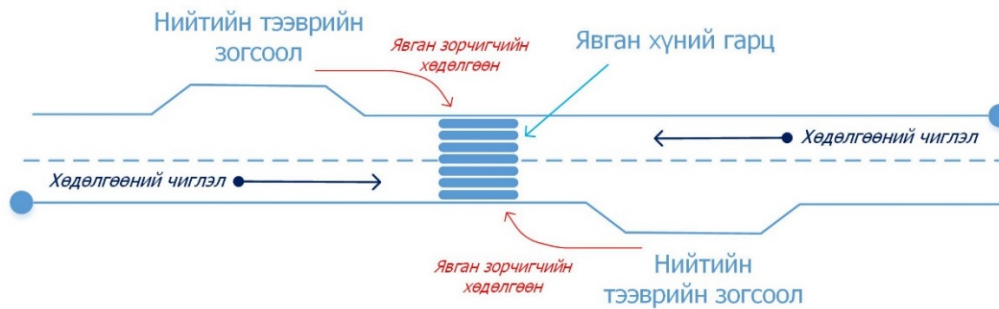 Нийтийн тээврийн
зогсоол
Явган зорчигчийн
хөдөлгөөн
Явган хүний гарц
Хөдөлгөөний чиглэл
Хөдөлгөөний чиглэл
Явган зорчигчийн
хөдөлгөөн
Нийтийн
тээврийн зогсоол